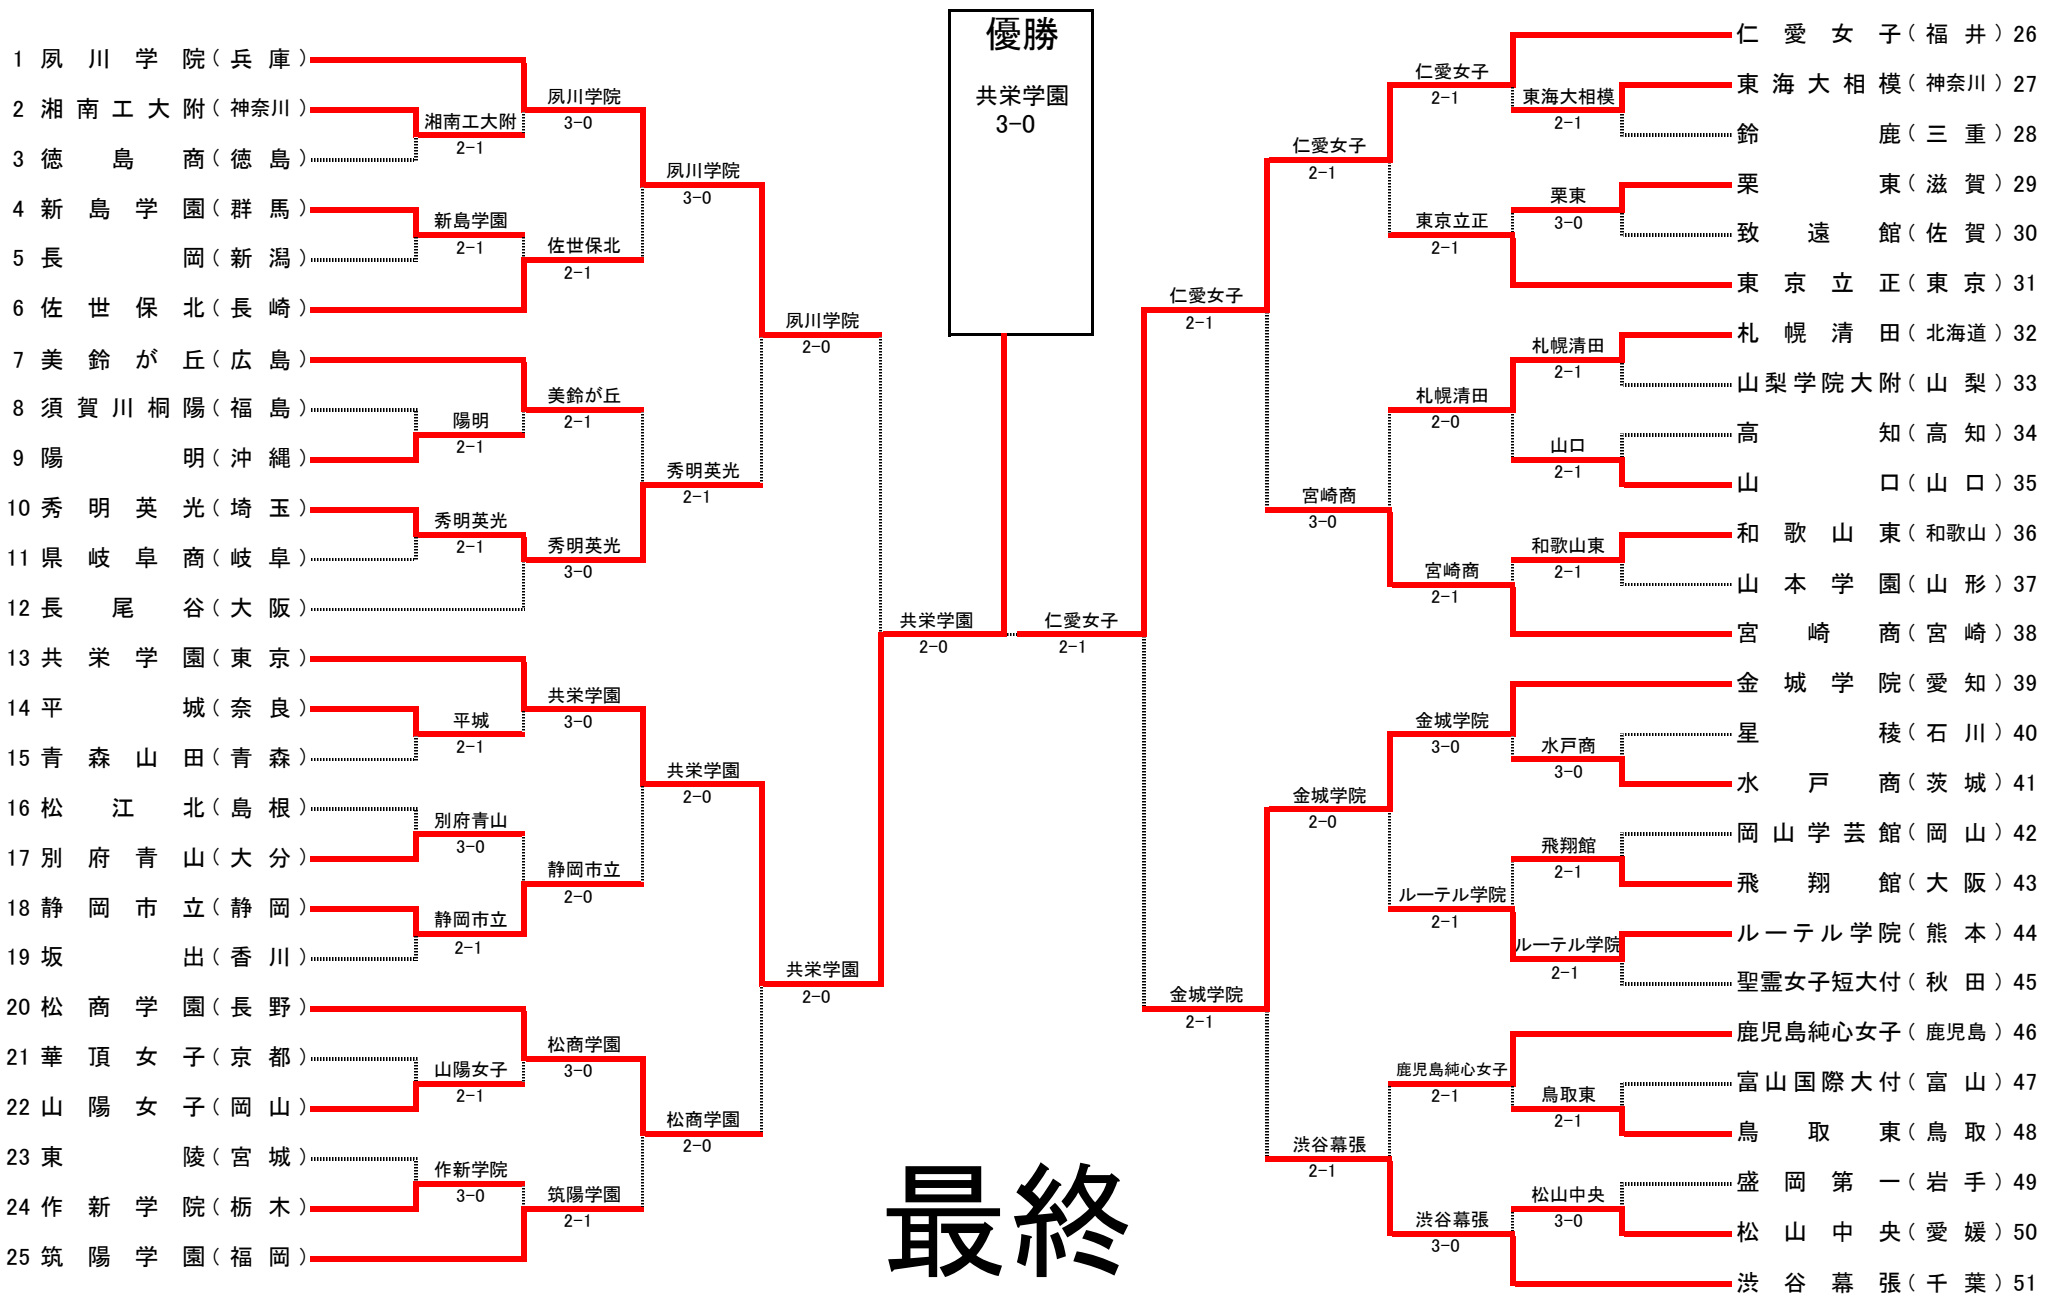 優勝
共栄学園
3-0
1 夙川学院(兵庫)
2 湘南工大附(神奈川)
3 徳島商(徳島)
4 新島学園(群馬)
5 長岡(新潟)
6 佐世保北(長崎)
7 美鈴が丘(広島)
8 須賀川桐陽(福島)
9 陽明(沖縄)
10 秀明英光(埼玉)
11 県岐阜商(岐阜)
12 長尾谷(大阪)
13 共栄学園(東京)
14 平城(奈良)
15 青森山田(青森)
16 松江北(島根)
17 別府青山(大分)
18 静岡市立(静岡)
19 坂出(香川)
20 松商学園(長野)
21 華頂女子(京都)
22 山陽女子(岡山)
23 東陵(宮城)
24 作新学院(栃木)
25 筑陽学園(福岡)
湘南工大附
2-1
新島学園
2-1
陽明
2-1
秀明英光
2-1
平城
2-1
別府青山
3-0
静岡市立
2-1
山陽女子
2-1
作新学院
3-0
夙川学院
3-0
佐世保北
2-1
美鈴が丘
2-1
秀明英光
3-0
共栄学園
3-0
静岡市立
2-0
松商学園
3-0
筑陽学園
2-1
夙川学院
3-0
秀明英光
2-1
共栄学園
2-0
松商学園
2-0
夙川学院
2-0
共栄学園
2-0
共栄学園
2-0
仁愛女子
2-1
仁愛女子
2-1
金城学院
2-1
仁愛女子
2-1
宮崎商
3-0
金城学院
2-0
渋谷幕張
2-1
仁愛女子
2-1
東京立正
2-1
札幌清田
2-0
宮崎商
2-1
金城学院
3-0
ルーテル学院
2-1
鹿児島純心女子
2-1
渋谷幕張
3-0
東海大相模
2-1
栗東
3-0
札幌清田
2-1
山口
2-1
和歌山東
2-1
水戸商
3-0
飛翔館
2-1
ルーテル学院
2-1
鳥取東
2-1
松山中央
3-0
仁愛女子(福井)26
東海大相模(神奈川)27
鈴鹿(三重)28
栗東(滋賀)29
致遠館(佐賀)30
東京立正(東京)31
札幌清田(北海道)32
山梨学院大附(山梨)33
高知(高知)34
山口(山口)35
和歌山東(和歌山)36
山本学園(山形)37
宮崎商(宮崎)38
金城学院(愛知)39
星稜(石川)40
水戸商(茨城)41
岡山学芸館(岡山)42
飛翔館(大阪)43
ルーテル学院(熊本)44
聖霊女子短大付(秋田)45
鹿児島純心女子(鹿児島)46
富山国際大付(富山)47
鳥取東(鳥取)48
盛岡第一(岩手)49
松山中央(愛媛)50
渋谷幕張(千葉)51
最終